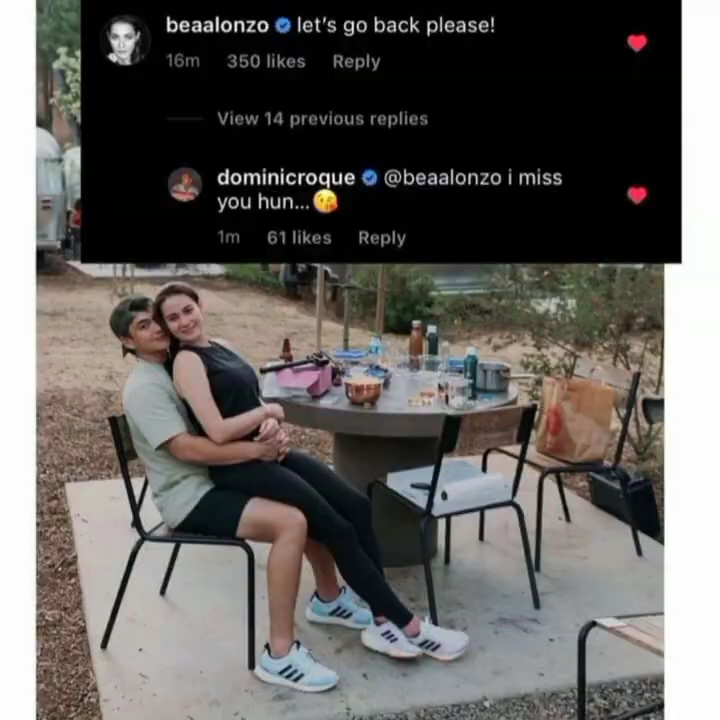 beaalonzo let's go back please!
16m 350 likes Reply
View 14 previous replies
dominicroque @beaalonzo i miss
you hun...😘
1m 61 likes Reply